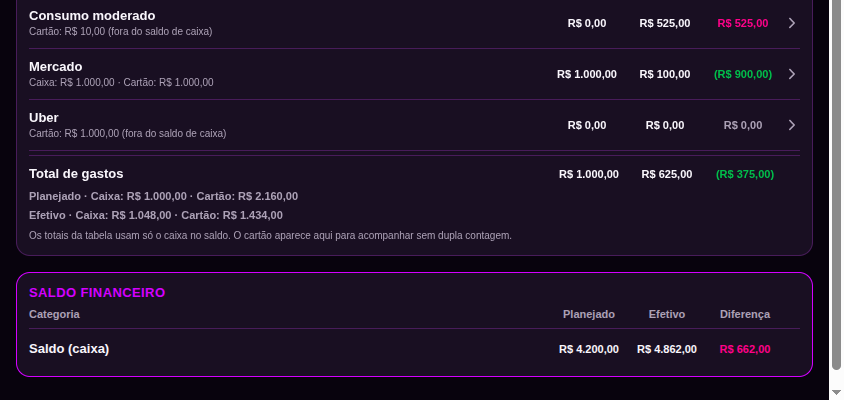 Consumo moderado
Cartão: R$ 10,00 (fora do saldo de caixa)
R$ 0,00 R$ 525,00 R$ 525,00
Mercado
Caixa: R$ 1.000,00 · Cartão: R$ 1.000,00
R$ 1.000,00 R$ 100,00 (R$ 900,00)
Uber
Cartão: R$ 1.000,00 (fora do saldo de caixa)
R$ 0,00 R$ 0,00 R$ 0,00
Total de gastos R$ 1.000,00 R$ 625,00 (R$ 375,00)
Planejado · Caixa: R$ 1.000,00 · Cartão: R$ 2.160,00
Efetivo · Caixa: R$ 1.048,00 · Cartão: R$ 1.434,00
Os totais da tabela usam só o caixa no saldo. O cartão aparece aqui para acompanhar sem dupla contagem.
SALDO FINANCEIRO
Categoria Planejado Efetivo Diferença
Saldo (caixa) R$ 4.200,00 R$ 4.862,00 R$ 662,00